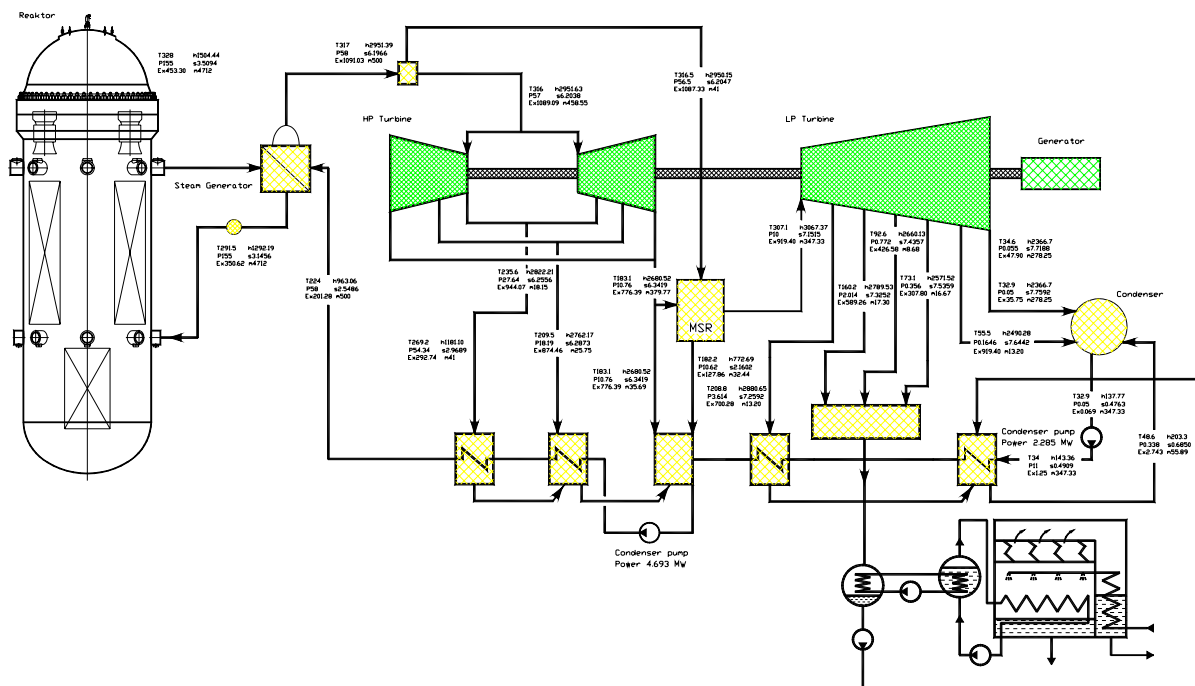 Reaktor
T328 h1504.44
P155 s3.5094
Ex453.30 m4712
T317 h2951.39
P58 s6.1966
Ex1091.03 m500
T316 h2951.63
P57 s6.2038
Ex1089.09 m458.55
T316.5 h2950.15
P56.5 s6.2047
Ex1087.33 m41
HP Turbine
LP Turbine
Generator
Steam Generator
T291.5 h1292.19
P155 s3.1456
Ex350.62 m4712
T224 h963.06
P58 s2.5486
Ex201.28 m500
T235.6 h2822.21
P27.64 s6.2556
Ex944.07 m18.15
T183.1 h2680.52
P10.76 s6.3419
Ex776.39 m379.77
T307.1 h3067.37
P10 s7.1515
Ex919.40 m347.33
T92.6 h2660.13
P0.772 s7.4357
Ex426.58 m8.68
T34.6 h2366.7
P0.055 s7.7188
Ex47.90 m278.25
T160.2 h2789.53
P2.014 s7.3252
Ex589.26 m17.30
T73.1 h2571.52
P0.356 s7.5359
Ex307.80 m16.67
T32.9 h2366.7
P0.05 s7.7592
Ex35.75 m278.25
Condenser
MSR
T269.2 h1181.10
P54.34 s2.9689
Ex292.74 m41
T209.5 h2762.17
P18.19 s6.2873
Ex874.46 m25.75
T183.1 h2680.52
P10.76 s6.3419
Ex776.39 m35.69
T182.2 h772.69
P10.62 s2.1602
Ex127.86 m32.44
T208.8 h2880.65
P3.614 s7.2592
Ex700.28 m13.20
T55.5 h2490.28
P0.1646 s7.6442
Ex919.40 m13.20
T32.9 h137.77
P0.05 s0.4763
Ex0.069 m347.33
Condenser pump
Power 2.285 MW
T34 h143.36
P11 s0.4909
Ex1.25 m347.33
T48.6 h203.3
P0.338 s0.6850
Ex2.743 m55.89
Condenser pump
Power 4.693 MW